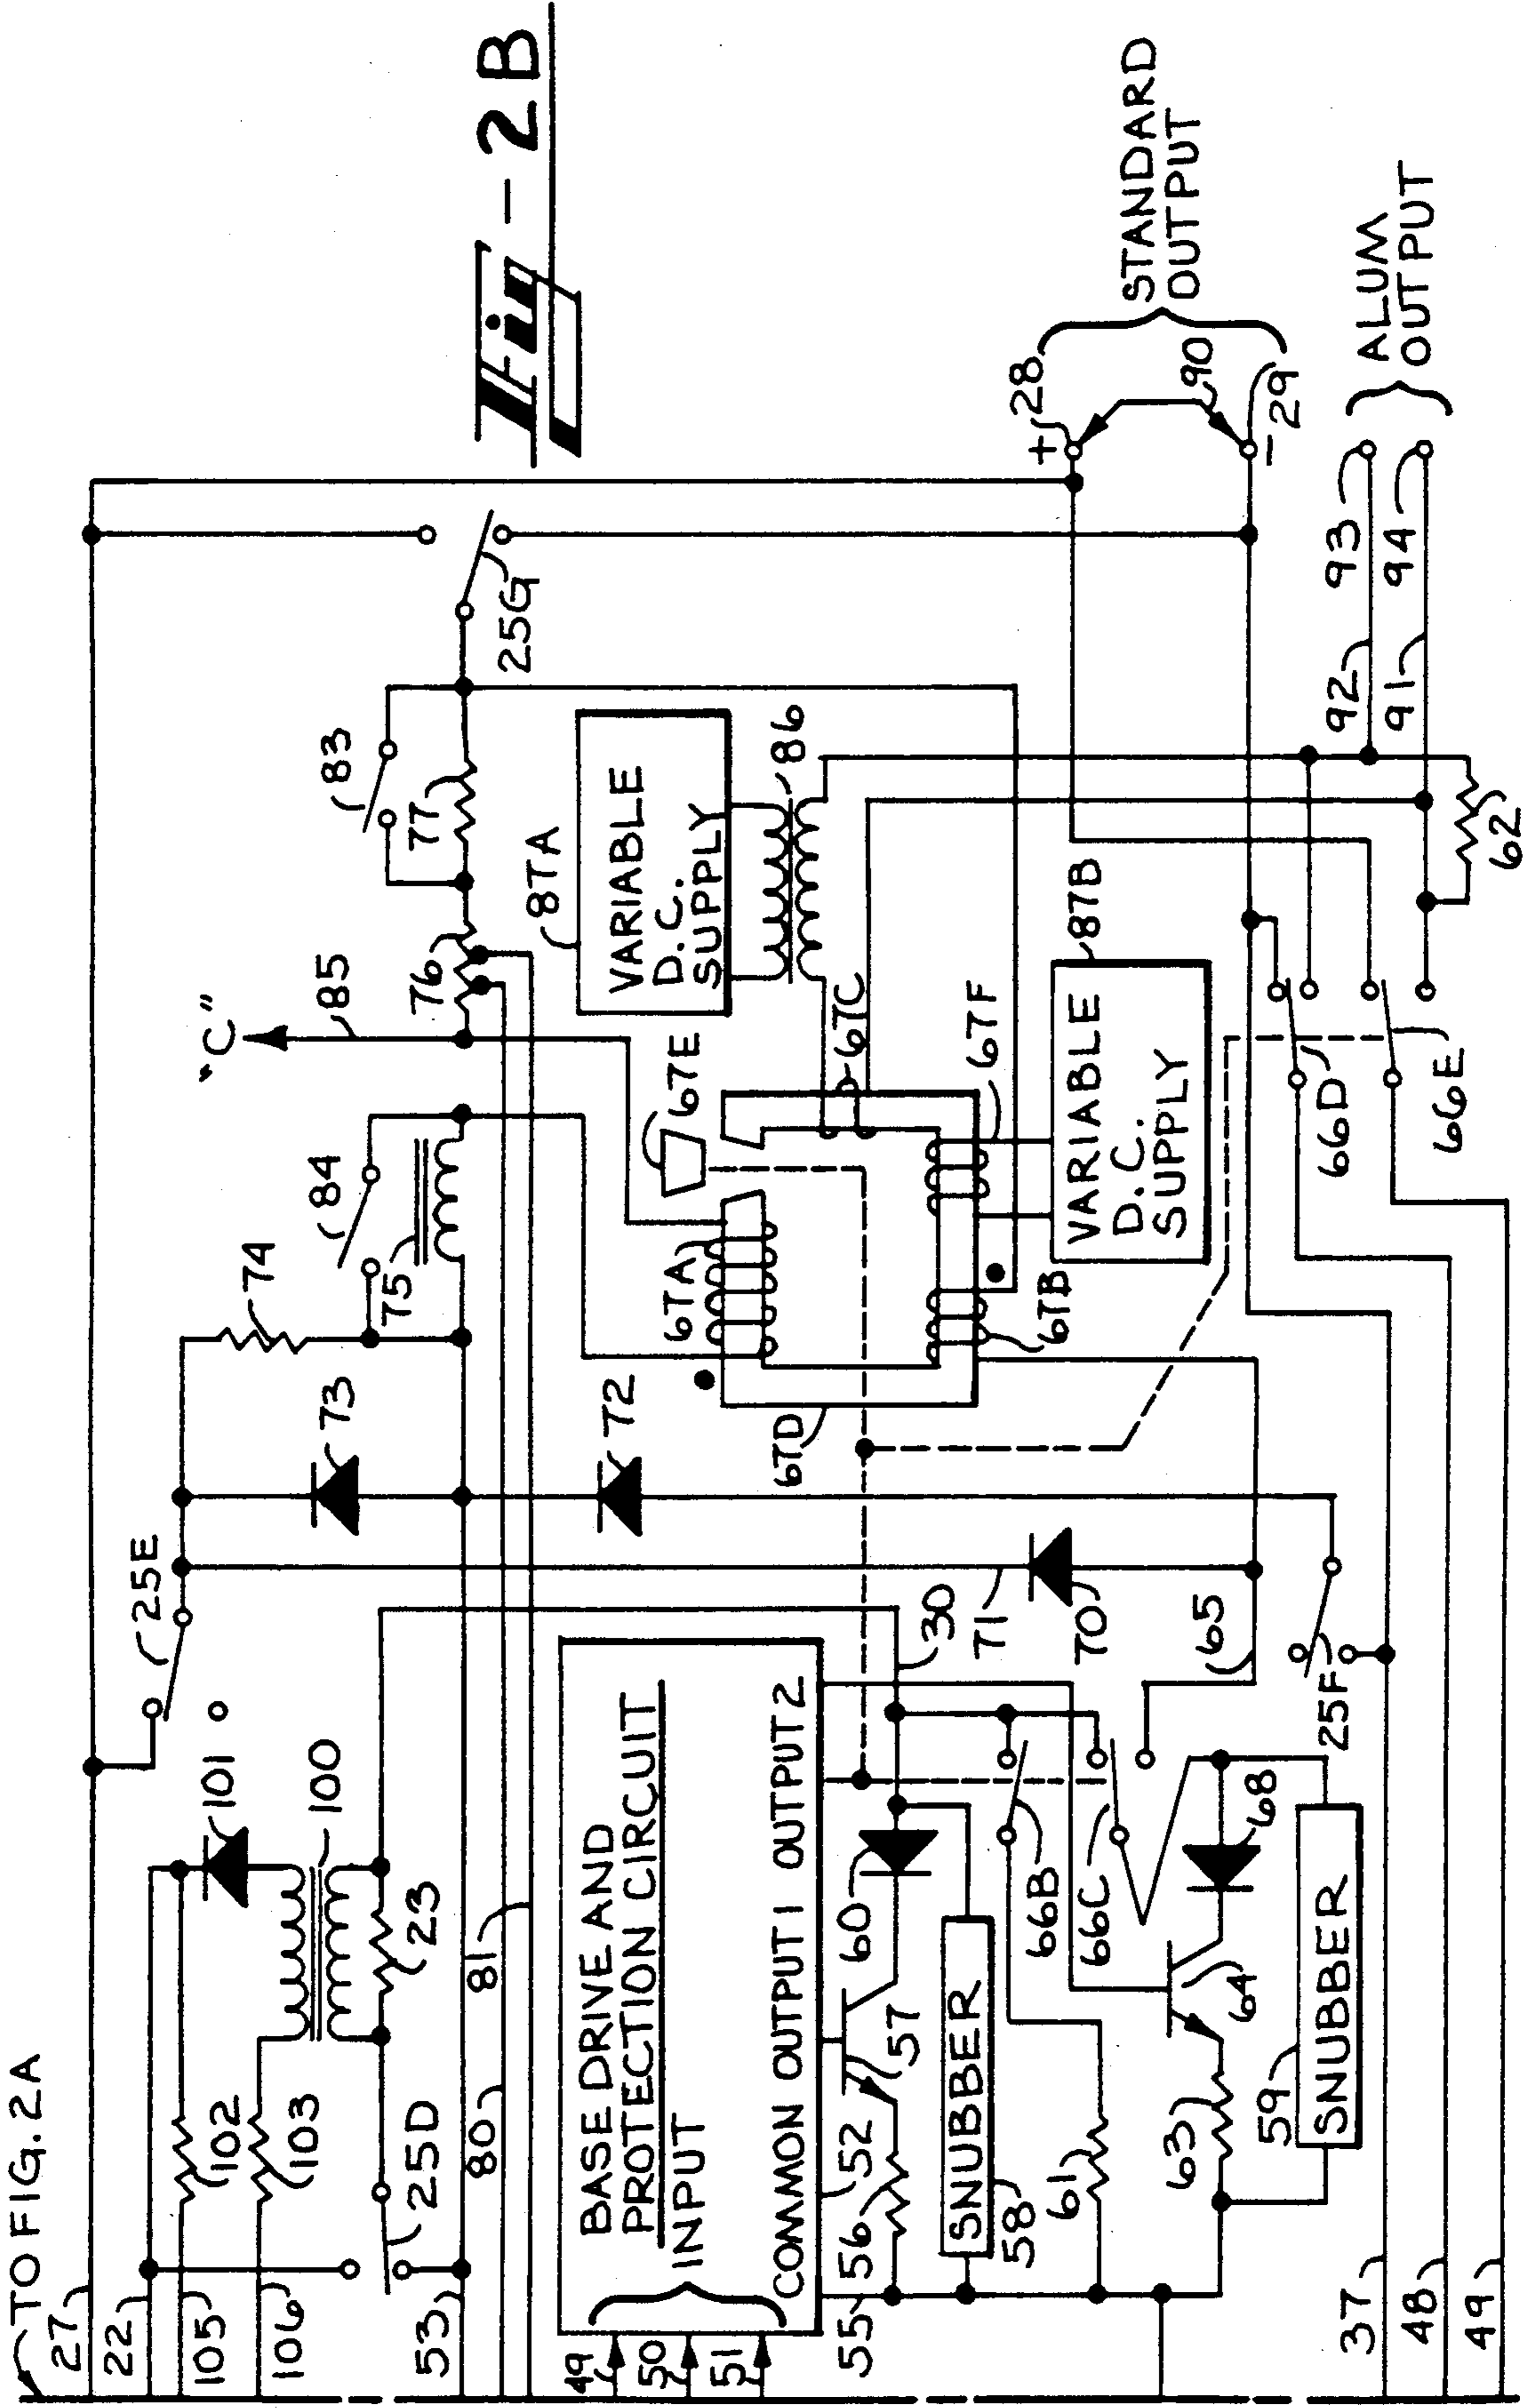 TO FIG. 2A
Fig-2B
27
22
105
106
53
102
103
25D
100
101
23
25E
80
81
73
74
75
84
72
"C"
85
76
77
83
25G
87A
VARIABLE
D.C.
SUPPLY
86
BASE DRIVE AND
PROTECTION CIRCUIT
INPUT
COMMON OUTPUT 1 OUTPUT 2
49
50
51
52
55
56
57
60
30
71
70
65
SNUBBER
58
61
66B
66C
63
64
68
59
SNUBBER
25F
67A
67B
67C
67D
67E
67F
VARIABLE
D.C.
SUPPLY
87B
66D
66E
62
+
28
90
-
29
STANDARD
OUTPUT
92
93
91
94
ALUM
OUTPUT
37
48
49